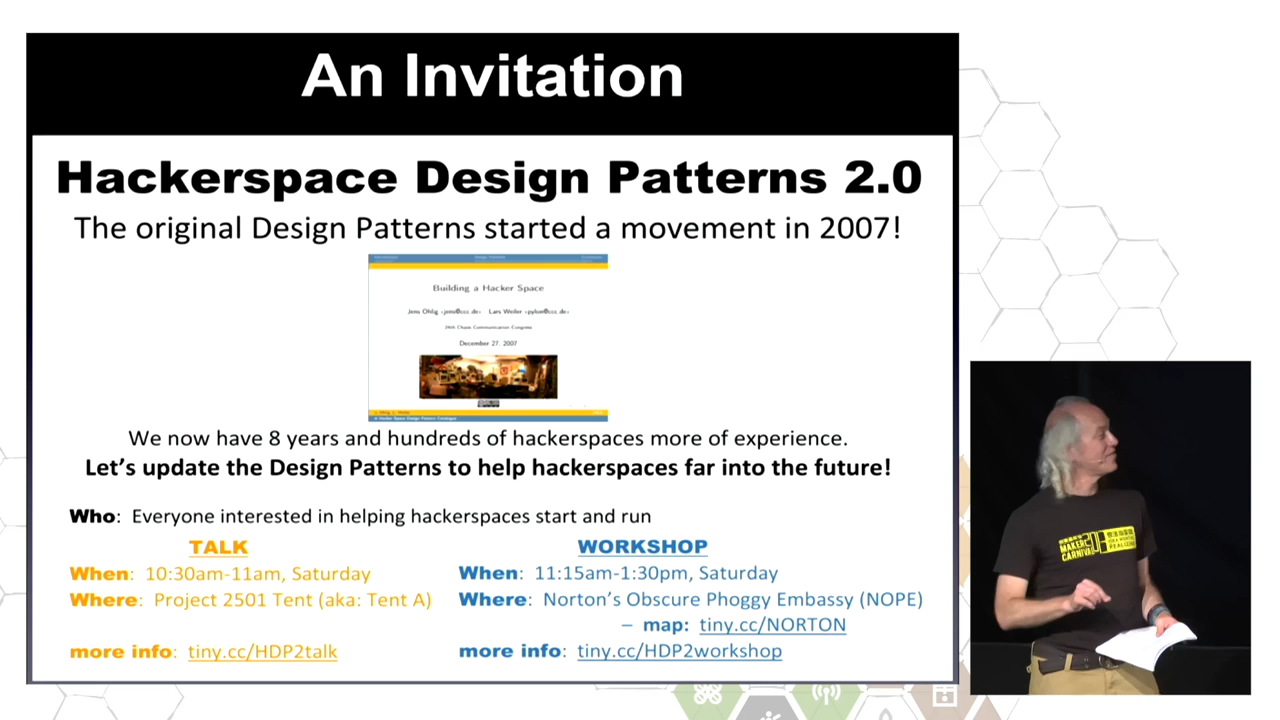 An Invitation
Hackerspace Design Patterns 2.0
The original Design Patterns started a movement in 2007!
Building a Hacker Space
Jens Ohlig <jens@ccc.de> Lars Weiler <pylon@ccc.de>
24th Chaos Communication Congress
December 27, 2007
We now have 8 years and hundreds of hackerspaces more of experience.
Let's update the Design Patterns to help hackerspaces far into the future!
Who: Everyone interested in helping hackerspaces start and run
TALK
When: 10:30am-11am, Saturday
Where: Project 2501 Tent (aka: Tent A)
more info: tiny.cc/HDP2talk
WORKSHOP
When: 11:15am-1:30pm, Saturday
Where: Norton's Obscure Phoggy Embassy (NOPE)
– map: tiny.cc/NORTON
more info: tiny.cc/HDP2workshop
MAKER
CARNIVAL